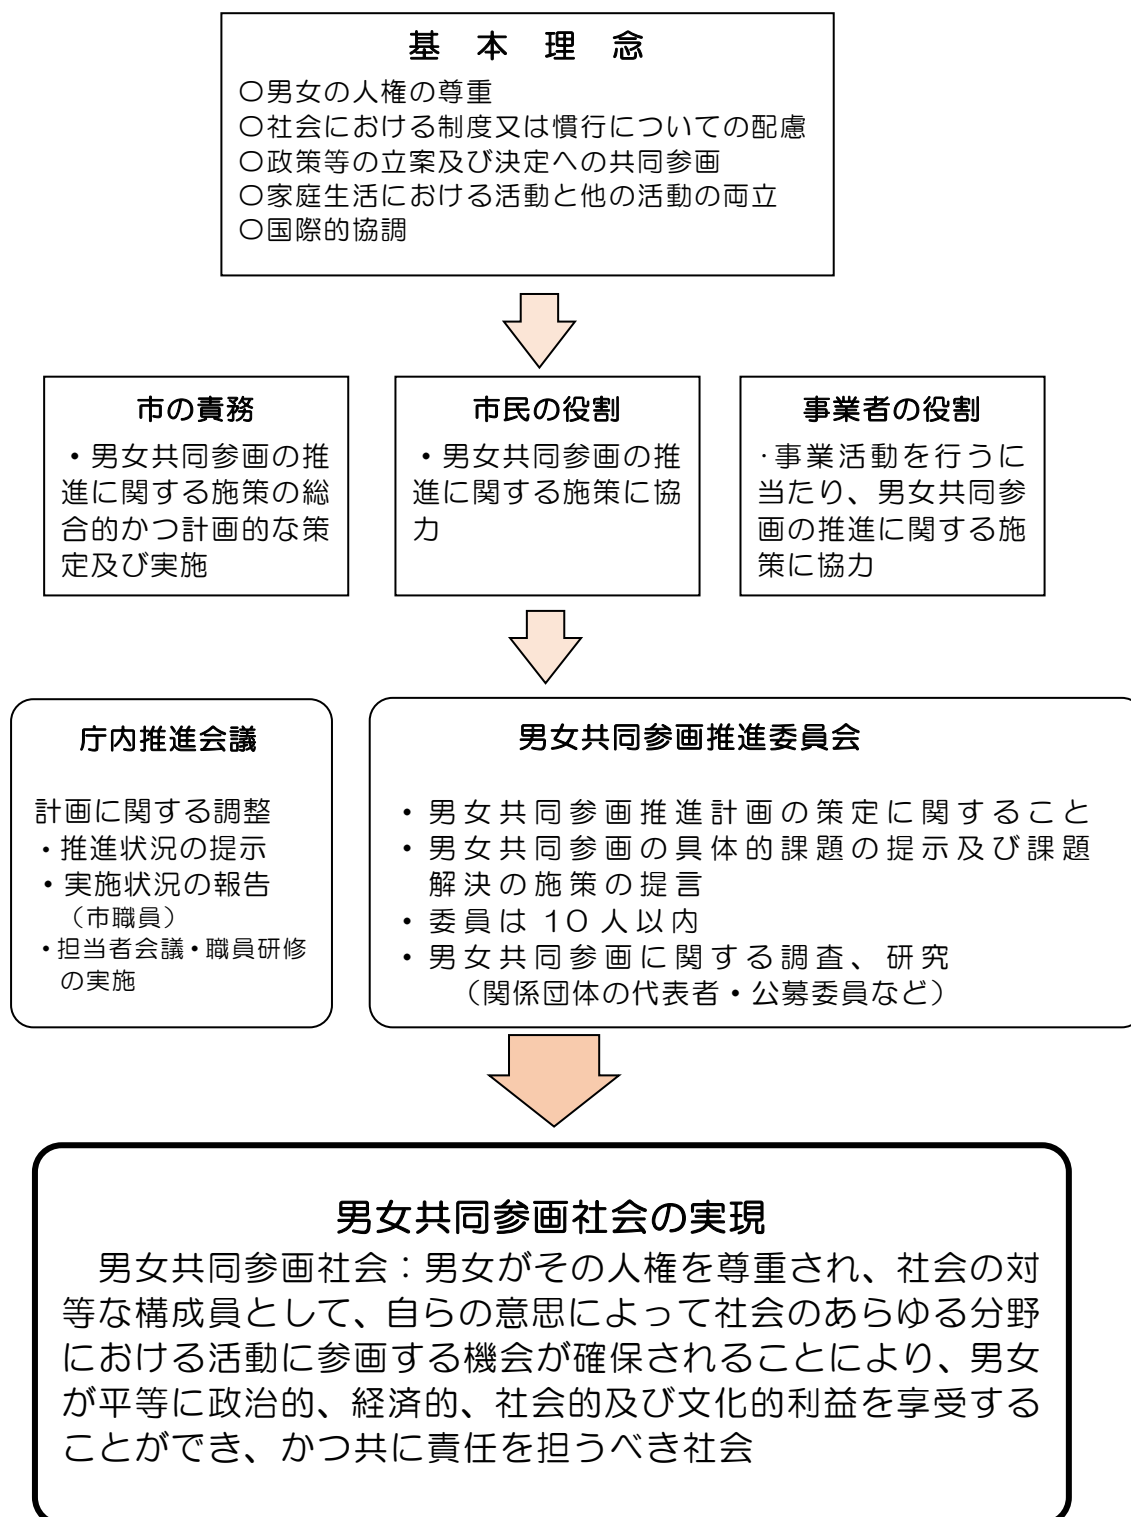 基 本 理 念
〇男女の人権の尊重
〇社会における制度又は慣行についての配慮
〇政策等の立案及び決定への共同参画
〇家庭生活における活動と他の活動の両立
〇国際的協調
市の責務
・男女共同参画の推
進に関する施策の総
合的かつ計画的な策
定及び実施
市民の役割
・男女共同参画の推
進に関する施策に協
力
事業者の役割
・事業活動を行うに
当たり、男女共同参
画の推進に関する施
策に協力
庁内推進会議
計画に関する調整
・推進状況の提示
・実施状況の報告
（市職員）
・担当者会議・職員研修
の実施
男女共同参画推進委員会
・男女共同参画推進計画の策定に関すること
・男女共同参画の具体的課題の提示及び課題
解決の施策の提言
・委員は 10 人以内
・男女共同参画に関する調査、研究
（関係団体の代表者・公募委員など）
男女共同参画社会の実現
男女共同参画社会：男女がその人権を尊重され、社会の対
等な構成員として、自らの意思によって社会のあらゆる分野
における活動に参画する機会が確保されることにより、男女
が平等に政治的、経済的、社会的及び文化的利益を享受する
ことができ、かつ共に責任を担うべき社会